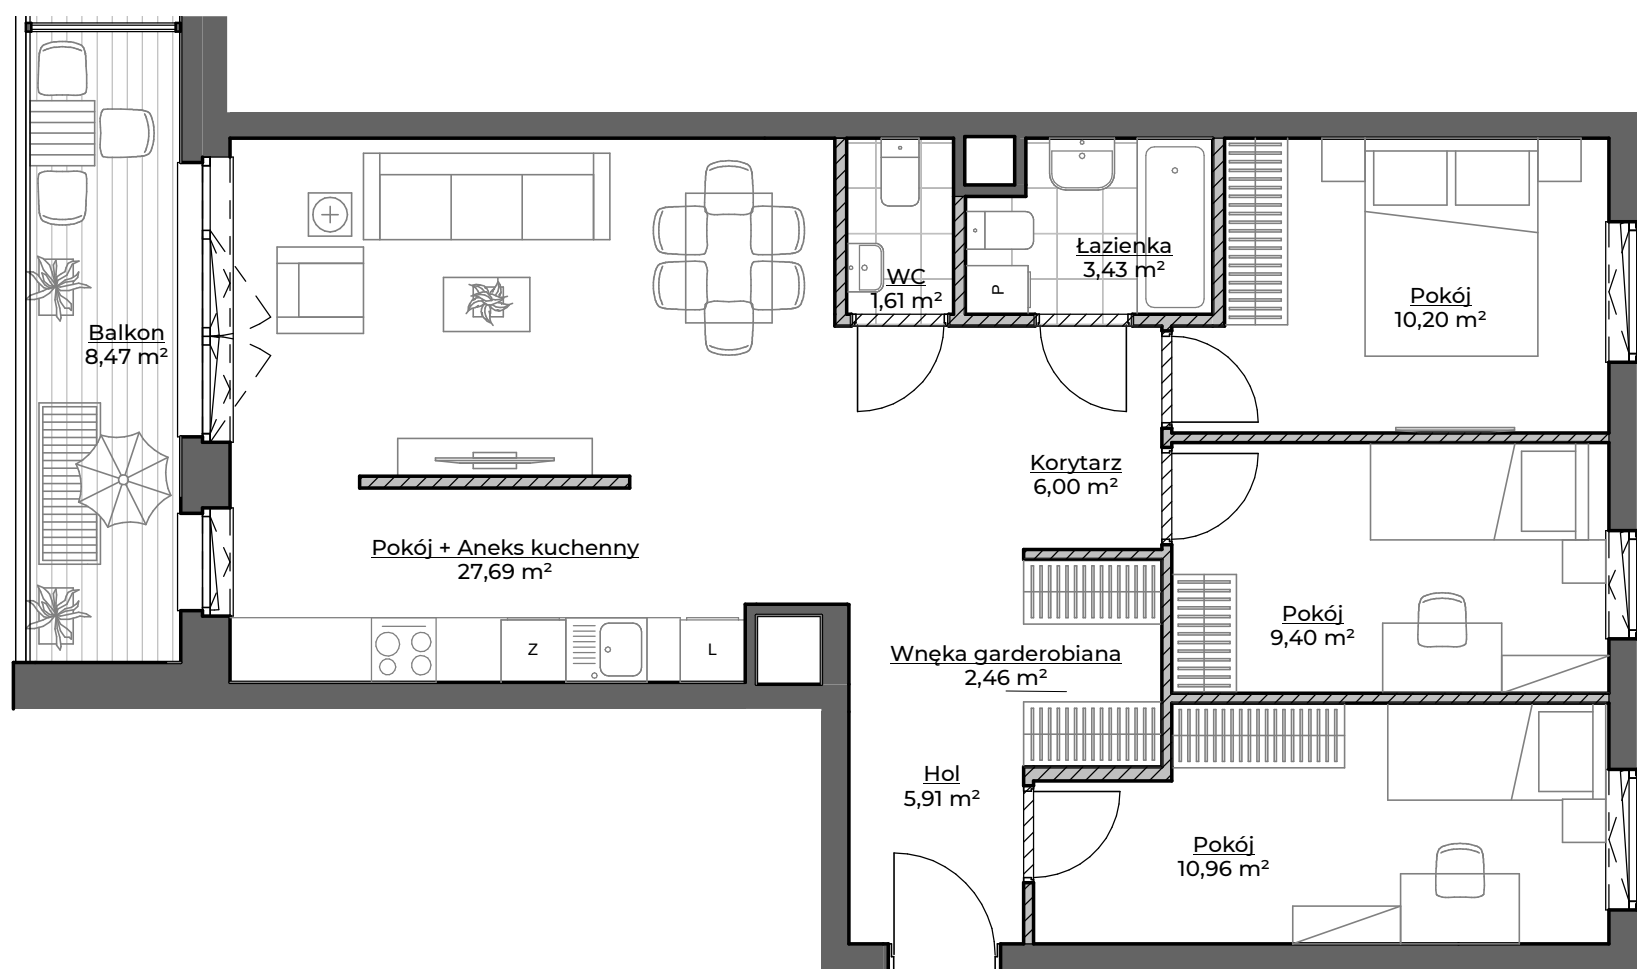 Łazienka
3,43 m²
WC
1,61 m²
P
Pokój
10,20 m²
Balkon
8,47 m²
Korytarz
6,00 m²
Pokój + Aneks kuchenny
27,69 m²
Pokój
9,40 m²
Z
L
Wnęka garderobiana
2,46 m²
Hol
5,91 m²
Pokój
10,96 m²